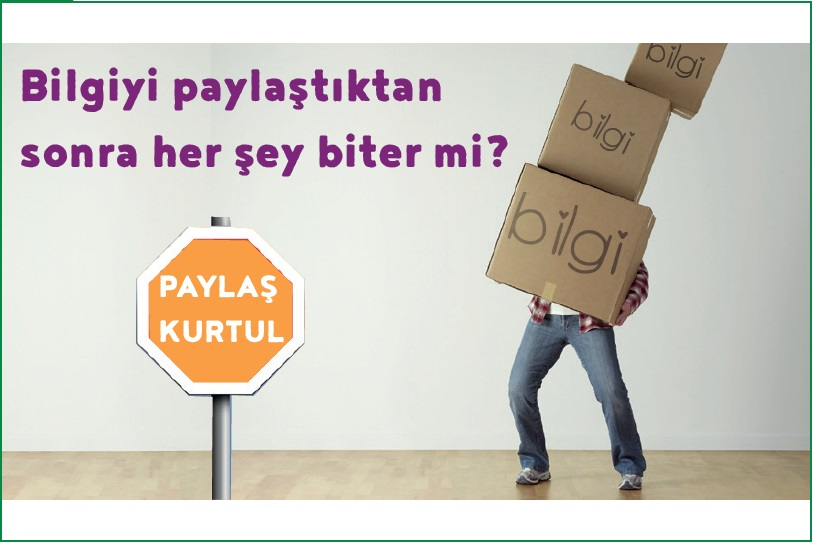 Bilgiyi paylaştıktan
sonra her şey biter mi?
bilgi
bilgi
bilgi
PAYLAŞ
KURTUL